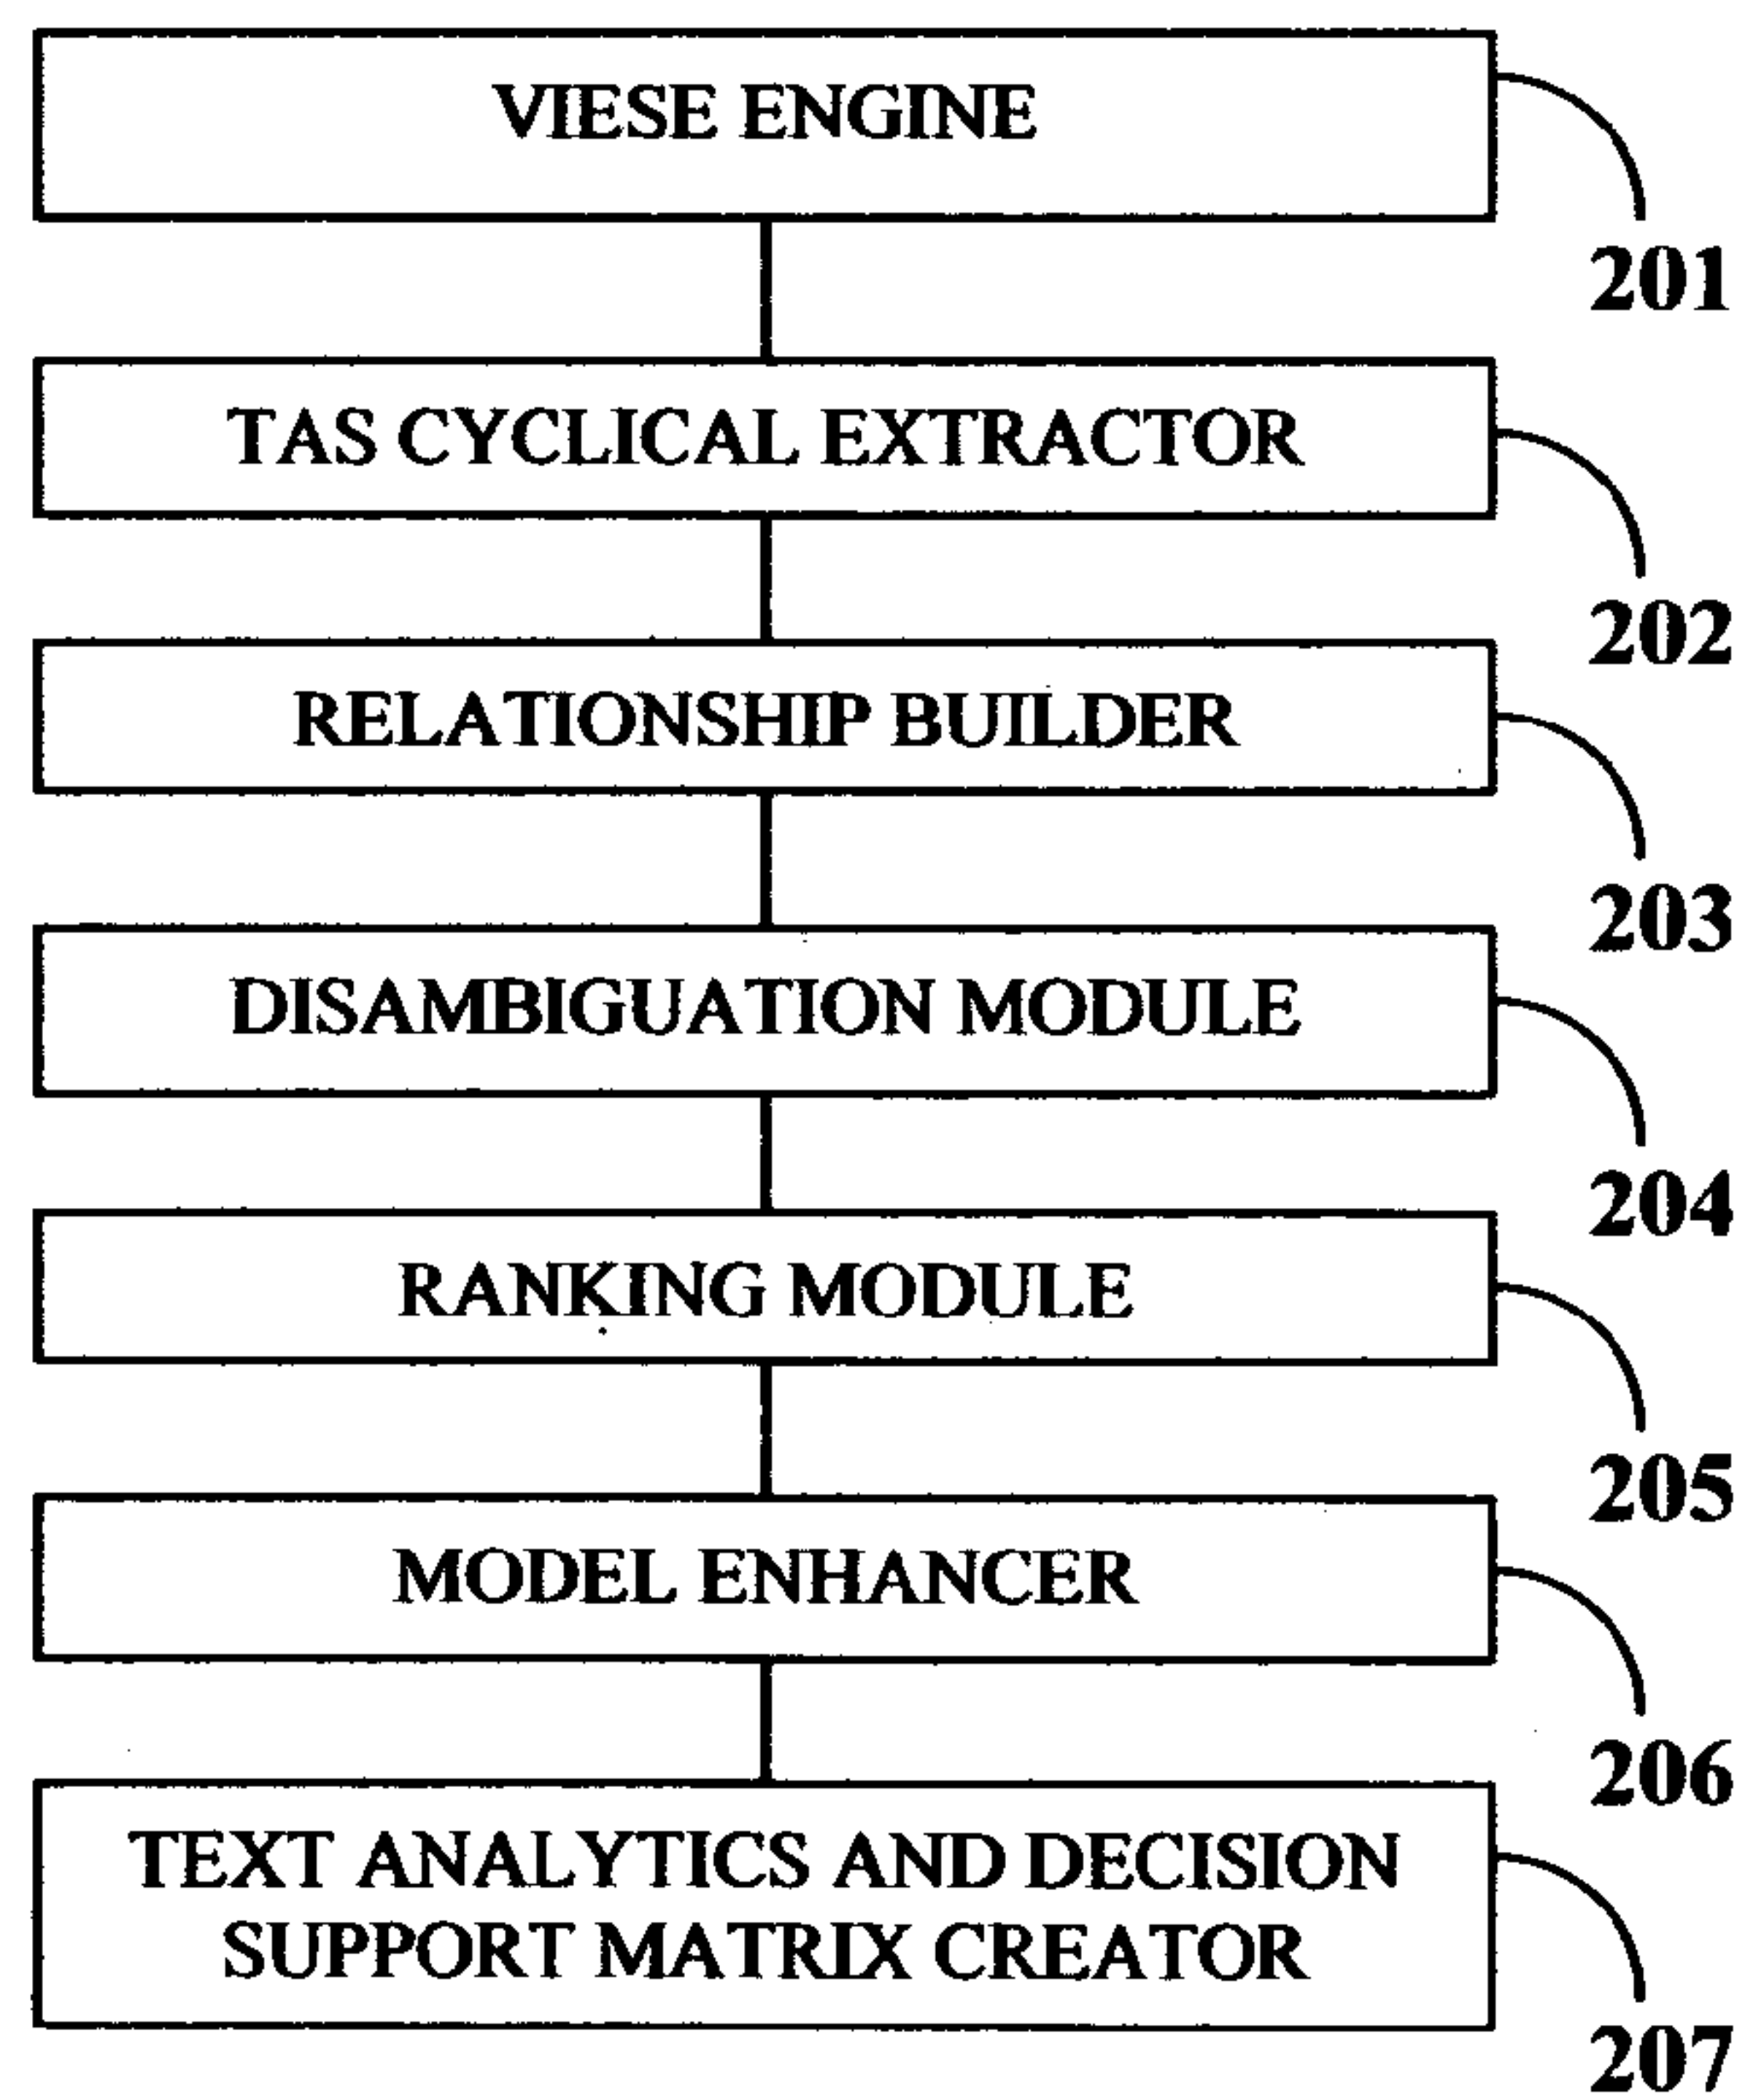 VIESE ENGINE
201
TAS CYCLICAL EXTRACTOR
202
RELATIONSHIP BUILDER
203
DISAMBIGUATION MODULE
204
RANKING MODULE
205
MODEL ENHANCER
206
TEXT ANALYTICS AND DECISION
SUPPORT MATRIX CREATOR
207